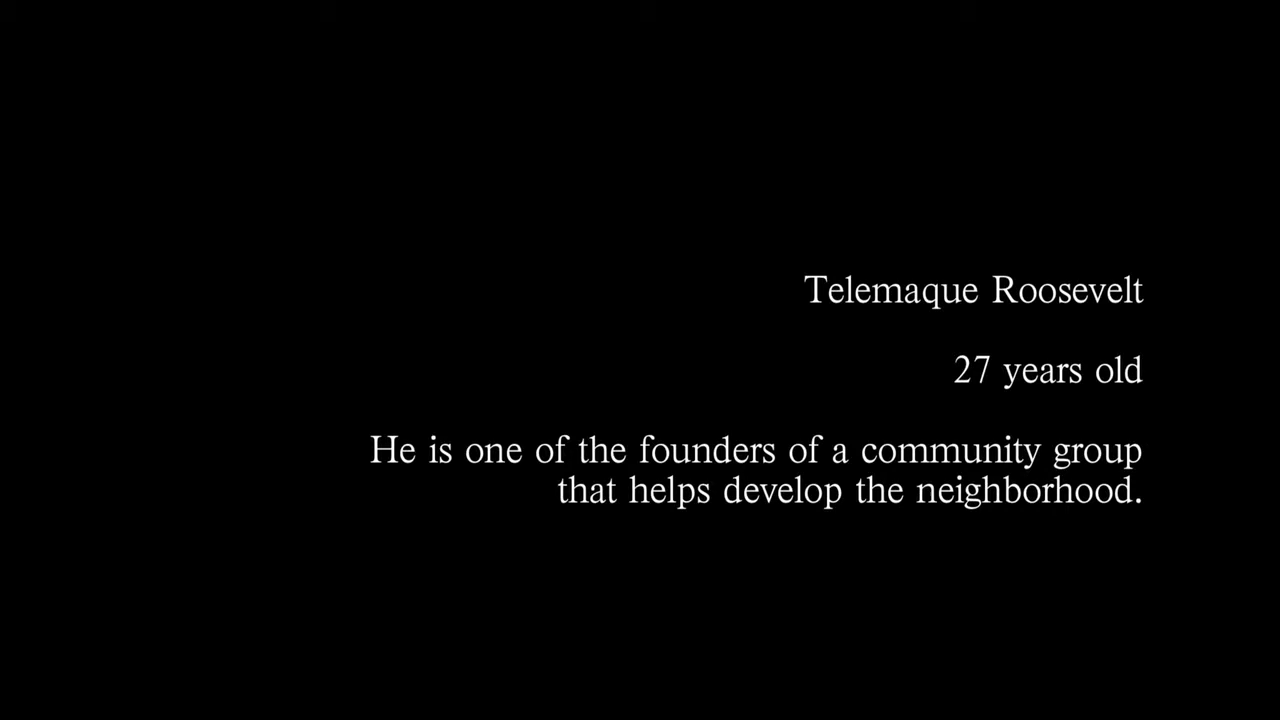 Telemaque Roosevelt
27 years old
He is one of the founders of a community group
that helps develop the neighborhood.